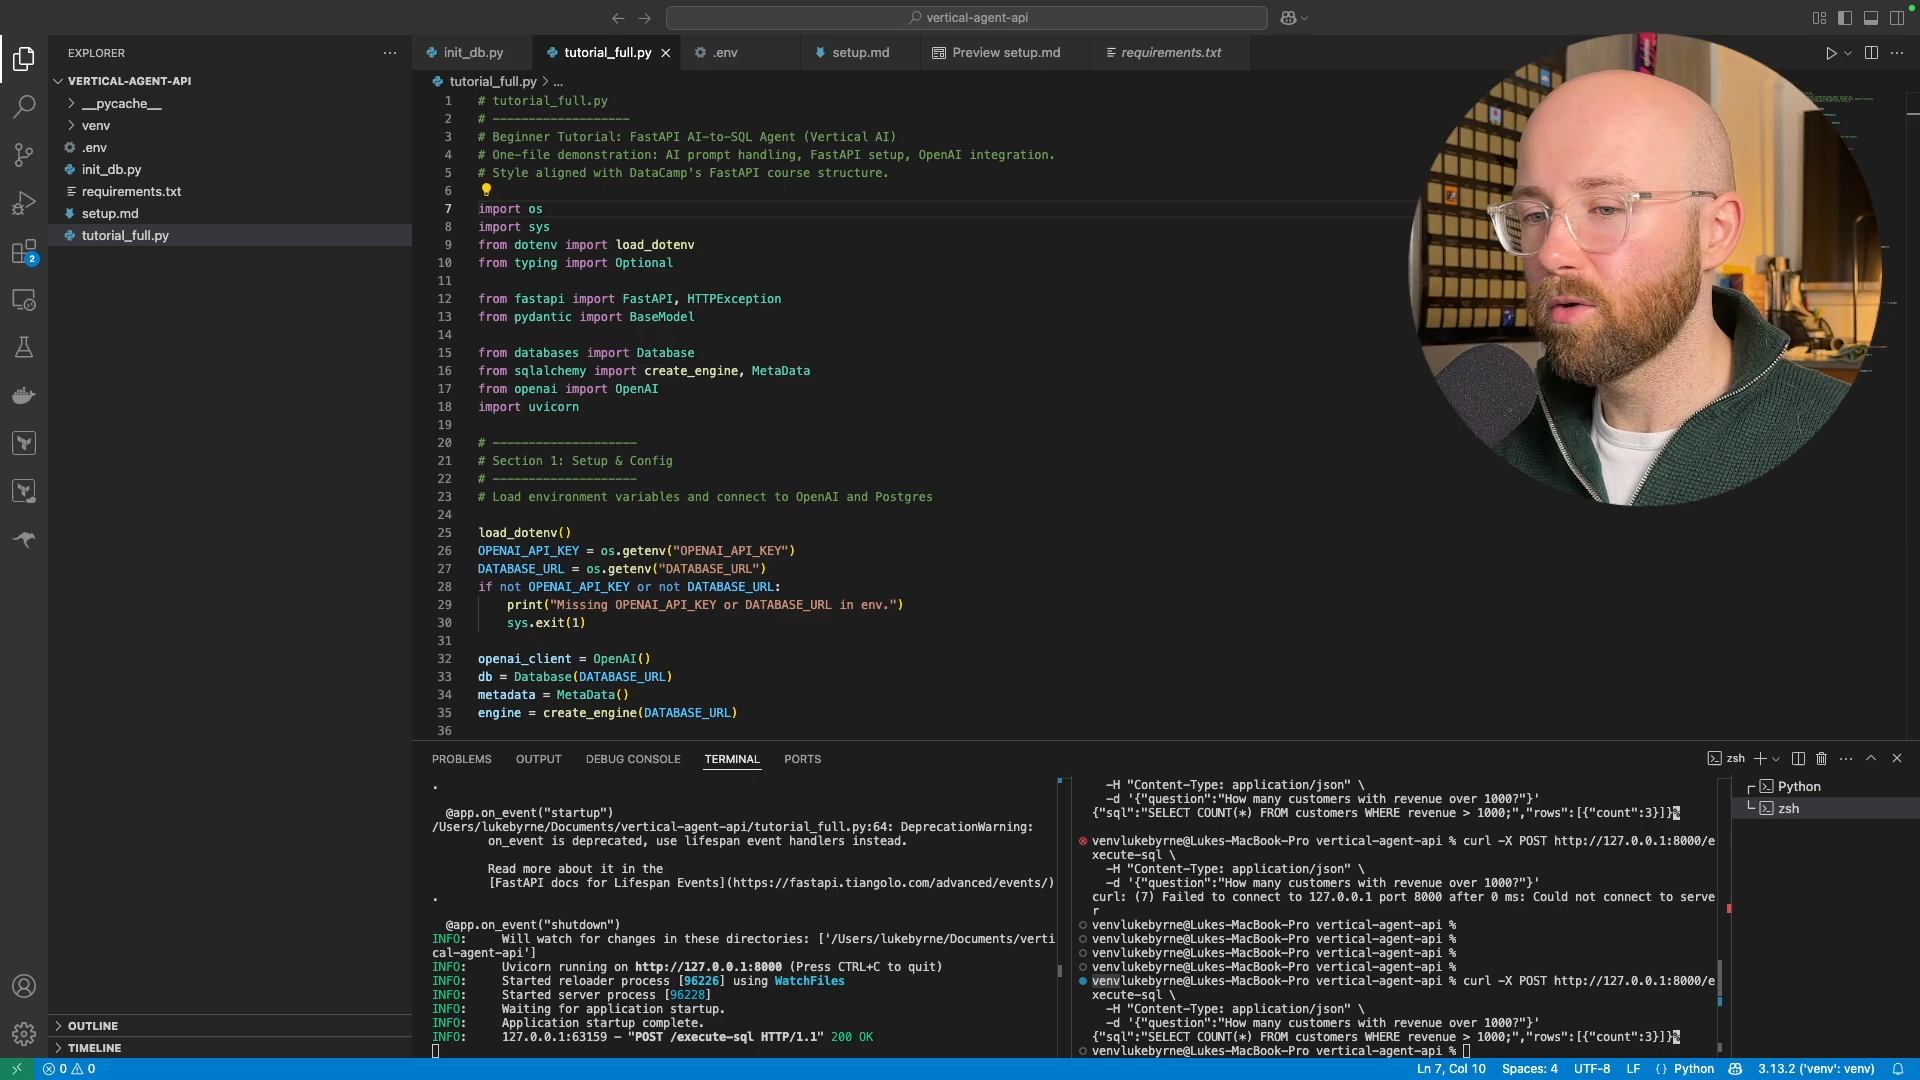 vertical-agent-api
EXPLORER
init_db.py
tutorial_full.py
.env
setup.md
Preview setup.md
requirements.txt
VERTICAL-AGENT-API
__pycache__
venv
.env
init_db.py
requirements.txt
setup.md
tutorial_full.py
2
OUTLINE
TIMELINE
tutorial_full.py > ...
1 # tutorial_full.py
2 # -------------------
3 # Beginner Tutorial: FastAPI AI-to-SQL Agent (Vertical AI)
4 # One-file demonstration: AI prompt handling, FastAPI setup, OpenAI integration.
5 # Style aligned with DataCamp's FastAPI course structure.
6
7 import os
8 import sys
9 from dotenv import load_dotenv
10 from typing import Optional
11
12 from fastapi import FastAPI, HTTPException
13 from pydantic import BaseModel
14
15 from databases import Database
16 from sqlalchemy import create_engine, MetaData
17 from openai import OpenAI
18 import uvicorn
19
20 # --------------------
21 # Section 1: Setup & Config
22 # --------------------
23 # Load environment variables and connect to OpenAI and Postgres
24
25 load_dotenv()
26 OPENAI_API_KEY = os.getenv("OPENAI_API_KEY")
27 DATABASE_URL = os.getenv("DATABASE_URL")
28 if not OPENAI_API_KEY or not DATABASE_URL:
29 print("Missing OPENAI_API_KEY or DATABASE_URL in env.")
30 sys.exit(1)
31
32 openai_client = OpenAI()
33 db = Database(DATABASE_URL)
34 metadata = MetaData()
35 engine = create_engine(DATABASE_URL)
36
PROBLEMS OUTPUT DEBUG CONSOLE TERMINAL PORTS
zsh
.
@app.on_event("startup")
/Users/lukebyrne/Documents/vertical-agent-api/tutorial_full.py:64: DeprecationWarning:
on_event is deprecated, use lifespan event handlers instead.
Read more about it in the
[FastAPI docs for Lifespan Events](https://fastapi.tiangolo.com/advanced/events/)
.
@app.on_event("shutdown")
INFO: Will watch for changes in these directories: ['/Users/lukebyrne/Documents/verti
cal-agent-api']
INFO: Uvicorn running on http://127.0.0.1:8000 (Press CTRL+C to quit)
INFO: Started reloader process [96226] using WatchFiles
INFO: Started server process [96228]
INFO: Waiting for application startup.
INFO: Application startup complete.
INFO: 127.0.0.1:63159 - "POST /execute-sql HTTP/1.1" 200 OK
-H "Content-Type: application/json" \
-d '{"question":"How many customers with revenue over 1000?"}'
{"sql":"SELECT COUNT(*) FROM customers WHERE revenue > 1000;","rows":[{"count":3}]}%
venvlukebyrne@Lukes-MacBook-Pro vertical-agent-api % curl -X POST http://127.0.0.1:8000/e
xecute-sql \
-H "Content-Type: application/json" \
-d '{"question":"How many customers with revenue over 1000?"}'
curl: (7) Failed to connect to 127.0.0.1 port 8000 after 0 ms: Could not connect to serve
r
venvlukebyrne@Lukes-MacBook-Pro vertical-agent-api %
venvlukebyrne@Lukes-MacBook-Pro vertical-agent-api %
venvlukebyrne@Lukes-MacBook-Pro vertical-agent-api %
venvlukebyrne@Lukes-MacBook-Pro vertical-agent-api %
venvlukebyrne@Lukes-MacBook-Pro vertical-agent-api % curl -X POST http://127.0.0.1:8000/e
xecute-sql \
-H "Content-Type: application/json" \
-d '{"question":"How many customers with revenue over 1000?"}'
{"sql":"SELECT COUNT(*) FROM customers WHERE revenue > 1000;","rows":[{"count":3}]}%
venvlukebyrne@Lukes-MacBook-Pro vertical-agent-api %
Python
zsh
0 0
Ln 7, Col 10 Spaces: 4 UTF-8 LF {} Python 3.13.2 ('venv': venv)